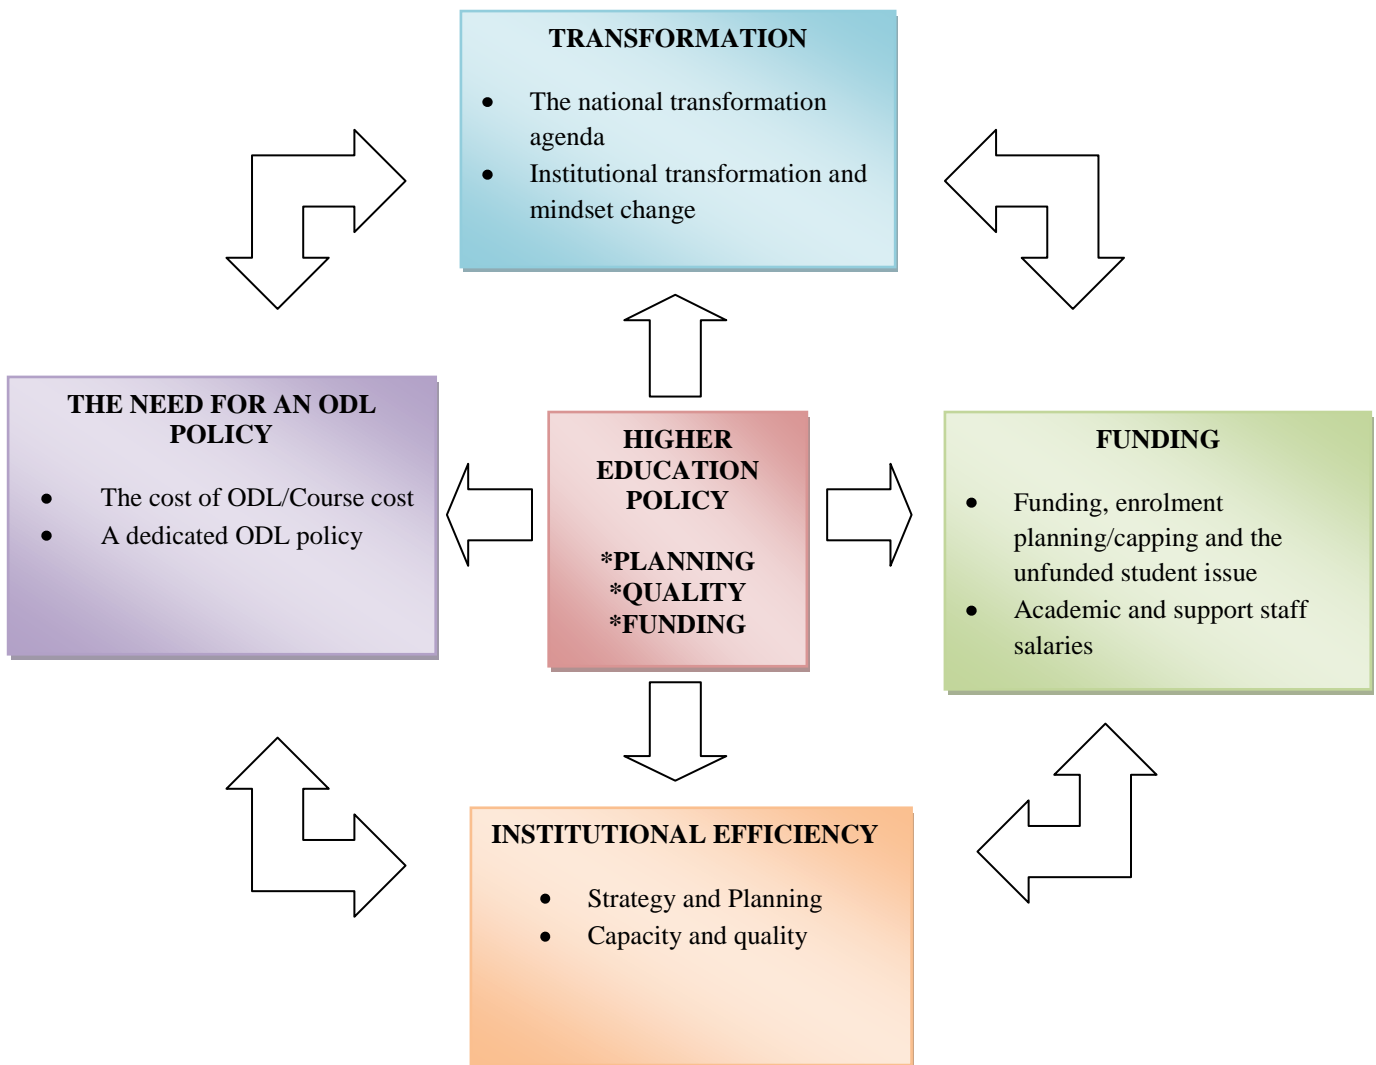 TRANSFORMATION
• The national transformation
agenda
• Institutional transformation and
mindset change
THE NEED FOR AN ODL
POLICY
• The cost of ODL/Course cost
• A dedicated ODL policy
HIGHER
EDUCATION
POLICY
*PLANNING
*QUALITY
*FUNDING
FUNDING
• Funding, enrolment
planning/capping and the
unfunded student issue
• Academic and support staff
salaries
INSTITUTIONAL EFFICIENCY
• Strategy and Planning
• Capacity and quality